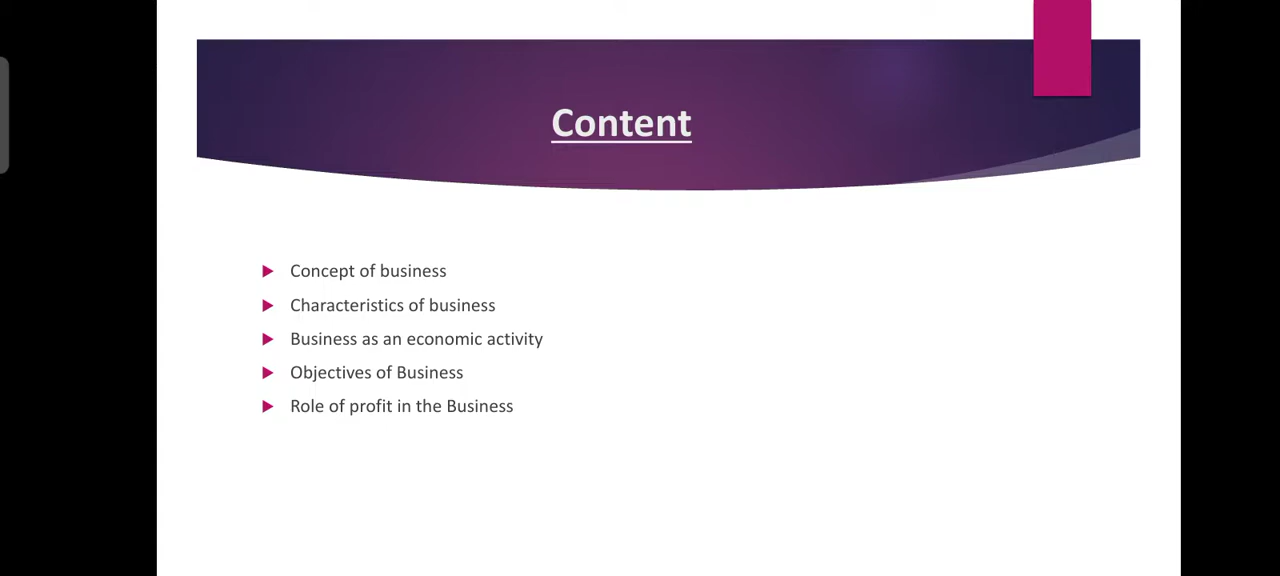 Content
Concept of business
Characteristics of business
Business as an economic activity
Objectives of Business
Role of profit in the Business